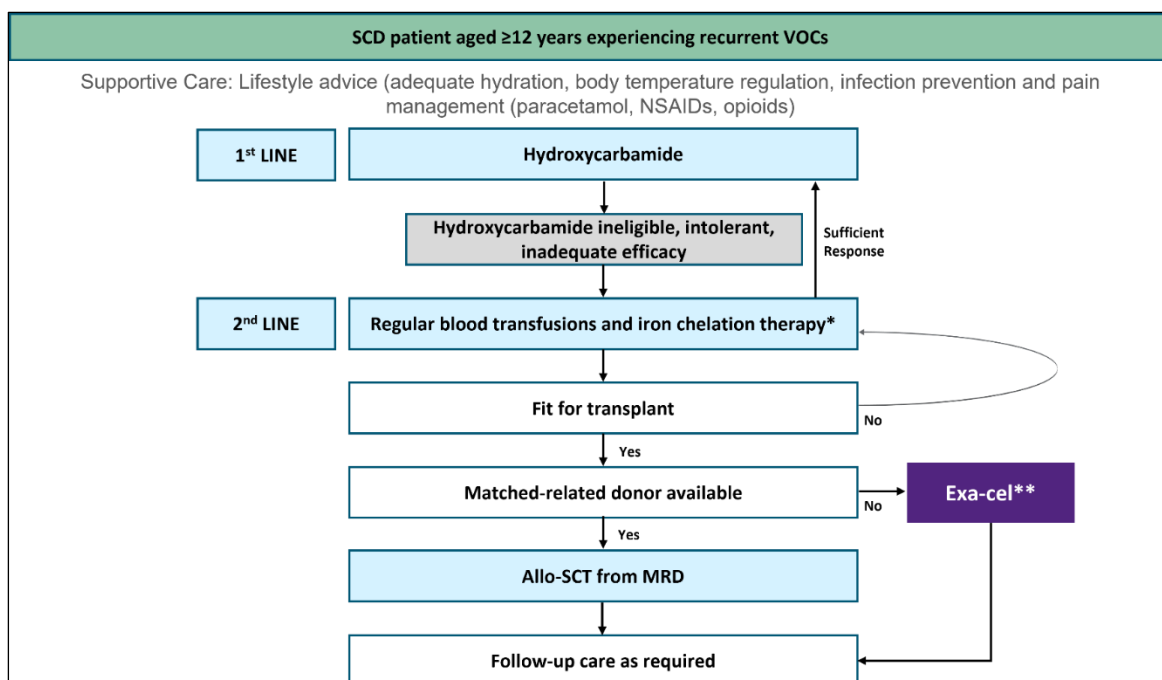 SCD patient aged ≥12 years experiencing recurrent VOCs
Supportive Care: Lifestyle advice (adequate hydration, body temperature regulation, infection prevention and pain
management (paracetamol, NSAIDs, opioids)
1st LINE
Hydroxycarbamide
Hydroxycarbamide ineligible, intolerant,
inadequate efficacy
Sufficient
Response
2nd LINE
Regular blood transfusions and iron chelation therapy*
Fit for transplant
No
Yes
Matched-related donor available
No
Exa-cel**
Yes
Allo-SCT from MRD
Follow-up care as required